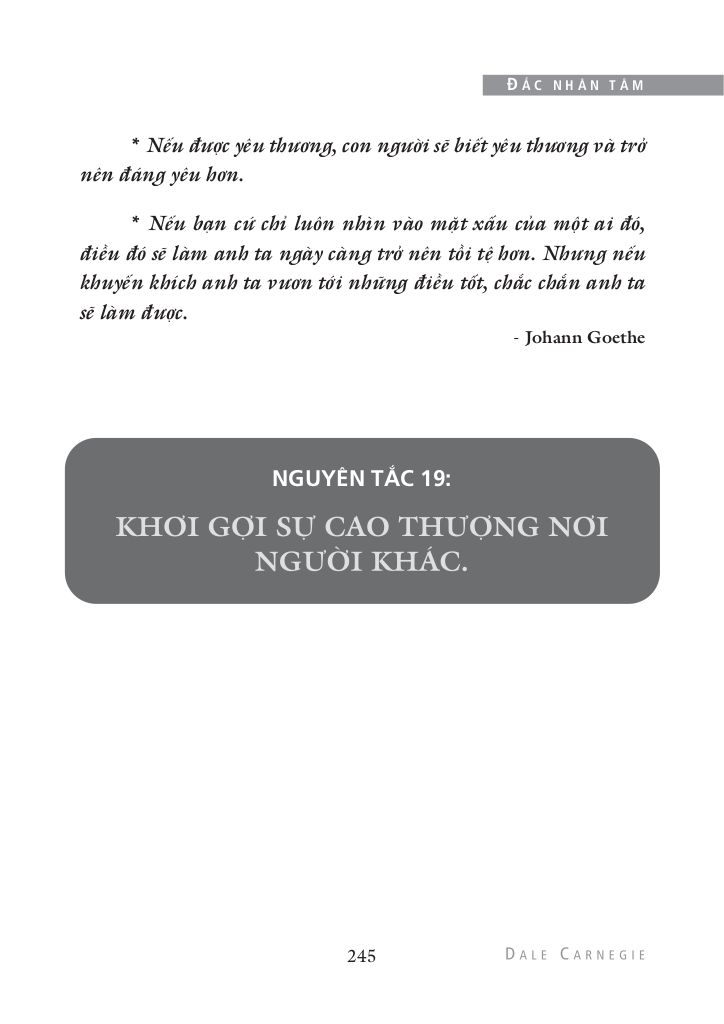 ĐẮC NHÂN TÂM
* Nếu được yêu thương, con người sẽ biết yêu thương và trở
nên đáng yêu hơn.
* Nếu bạn cứ chỉ luôn nhìn vào mặt xấu của một ai đó,
điều đó sẽ làm anh ta ngày càng trở nên tồi tệ hơn. Nhưng nếu
khuyến khích anh ta vươn tới những điều tốt, chắc chắn anh ta
sẽ làm được.
- Johann Goethe
NGUYÊN TẮC 19:
KHƠI GỢI SỰ CAO THƯỢNG NƠI
NGƯỜI KHÁC.
245
DALE CARNEGIE